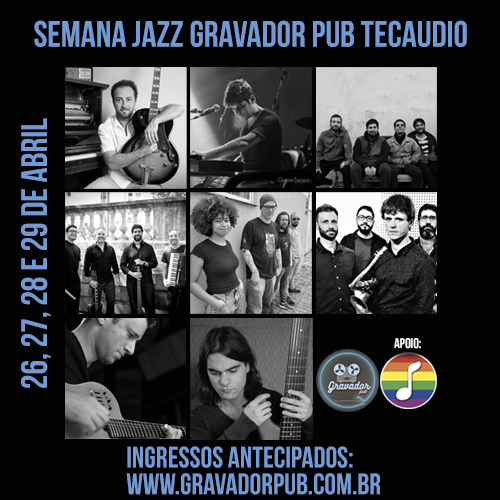 SEMANA JAZZ GRAVADOR PUB TECAUDIO
26, 27, 28 E 29 DE ABRIL
APOIO:
Gravador
pub
INGRESSOS ANTECIPADOS:
WWW.GRAVADORPUB.COM.BR